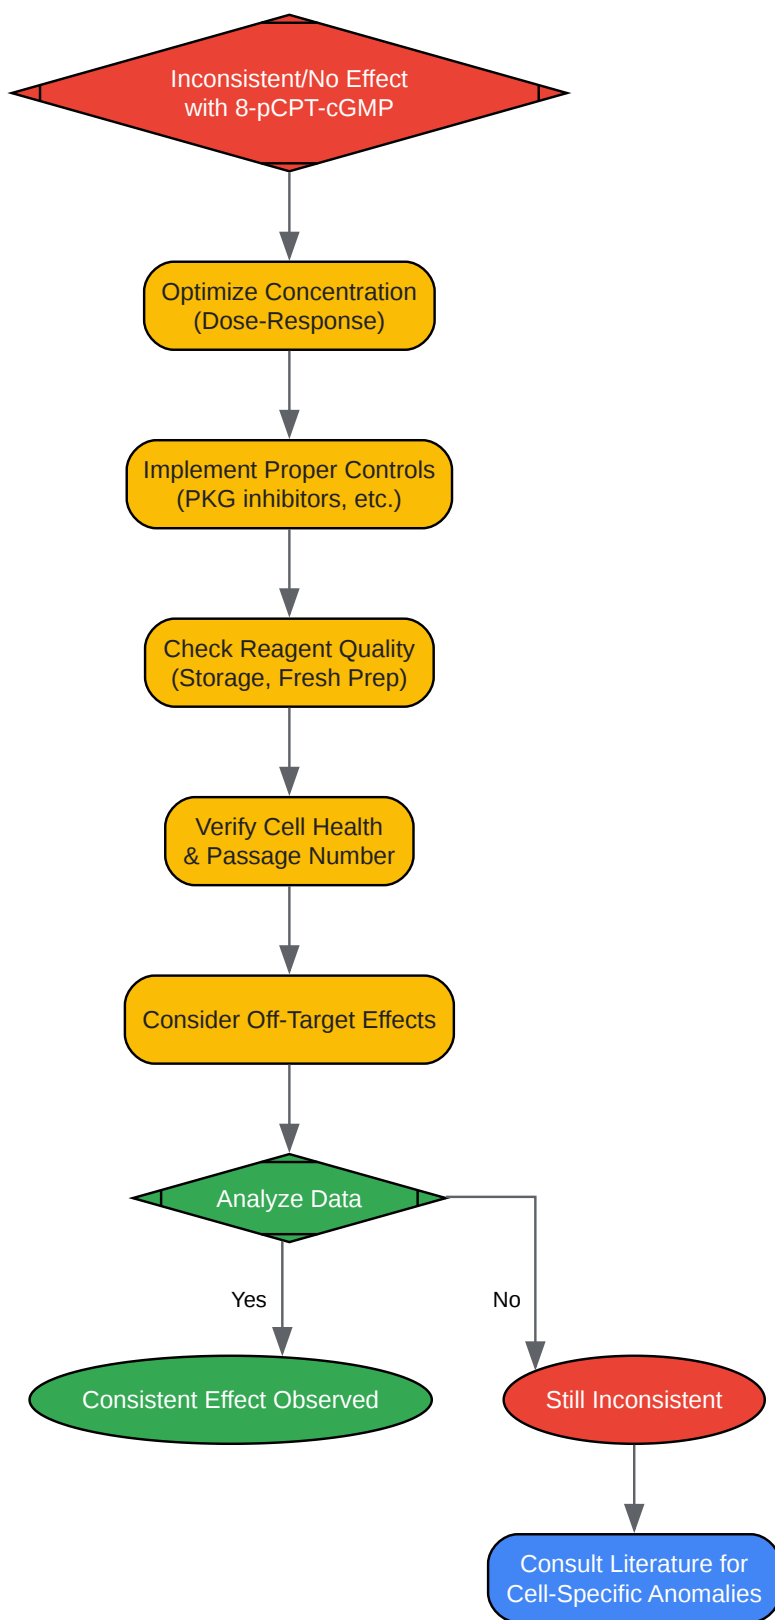 Inconsistent/No Effect
with 8-pCPT-cGMP
Optimize Concentration
(Dose-Response)
Implement Proper Controls
(PKG inhibitors, etc.)
Check Reagent Quality
(Storage, Fresh Prep)
Verify Cell Health
& Passage Number
Consider Off-Target Effects
Analyze Data
Yes
No
Consistent Effect Observed
Still Inconsistent
Consult Literature for
Cell-Specific Anomalies